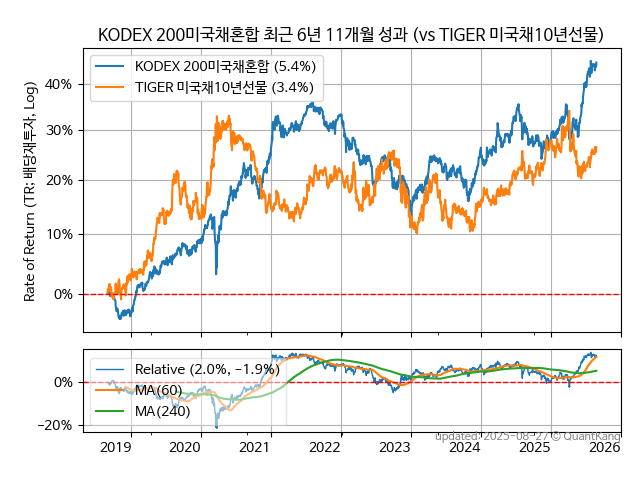 KODEX 200미국채혼합 최근 6년 11개월 성과 (vs TIGER 미국채10년선물)
Rate of Return (TR: 배당재투자, Log)
KODEX 200미국채혼합 (5.4%)
TIGER 미국채10년선물 (3.4%)
40%
30%
20%
10%
0%
Relative (2.0%, −1.9%)
MA(60)
MA(240)
0%
−20%
2019 2020 2021 2022 2023 2024 2025 2026
updated: 2025-08-27 © QuantKang